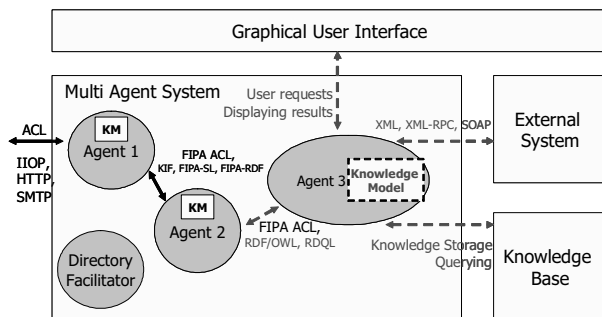 Graphical User Interface
Multi Agent System
User requests
Displaying results
ACL
IIOP,
HTTP,
SMTP
KM
Agent 1
FIPA ACL,
KIF, FIPA-SL, FIPA-RDF
KM
Agent 2
Agent 3
Knowledge
Model
XML, XML-RPC, SOAP
External
System
FIPA ACL,
RDF/OWL, RDQL
Directory
Facilitator
Knowledge Storage
Querying
Knowledge
Base